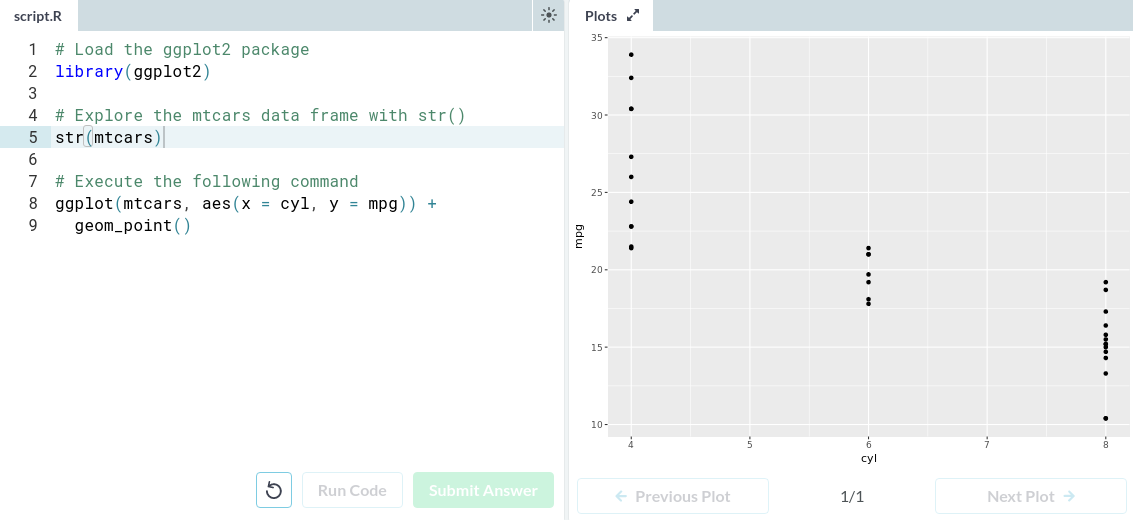 script.R
1 # Load the ggplot2 package
2 library(ggplot2)
3
4 # Explore the mtcars data frame with str()
5 str(mtcars)
6
7 # Execute the following command
8 ggplot(mtcars, aes(x = cyl, y = mpg)) +
9   geom_point()
Run Code
Submit Answer
Plots
35
30
25
20
15
10
mpg
4 5 6 7 8
cyl
Previous Plot
1/1
Next Plot